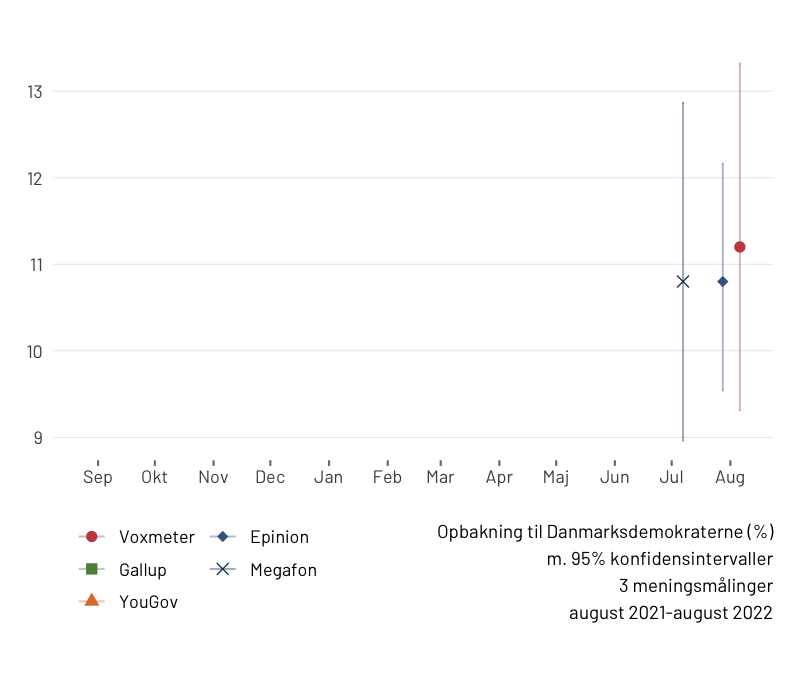 13
12
11
10
9
Sep Okt Nov Dec Jan Feb Mar Apr Maj Jun Jul Aug
Voxmeter Epinion
Gallup Megafon
YouGov
Opbakning til Danmarksdemokraterne (%)
m. 95% konfidensintervaller
3 meningsmålinger
august 2021-august 2022